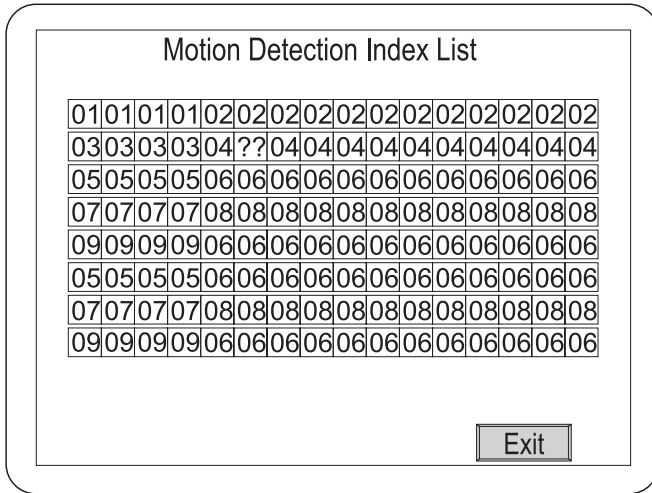 Motion Detection Index List
01 01 01 01 02 02 02 02 02 02 02 02 02 02 02 02
03 03 03 03 04 ?? 04 04 04 04 04 04 04 04 04 04
05 05 05 05 06 06 06 06 06 06 06 06 06 06 06 06
07 07 07 07 08 08 08 08 08 08 08 08 08 08 08 08
09 09 09 09 06 06 06 06 06 06 06 06 06 06 06 06
05 05 05 05 06 06 06 06 06 06 06 06 06 06 06 06
07 07 07 07 08 08 08 08 08 08 08 08 08 08 08 08
09 09 09 09 06 06 06 06 06 06 06 06 06 06 06 06
Exit